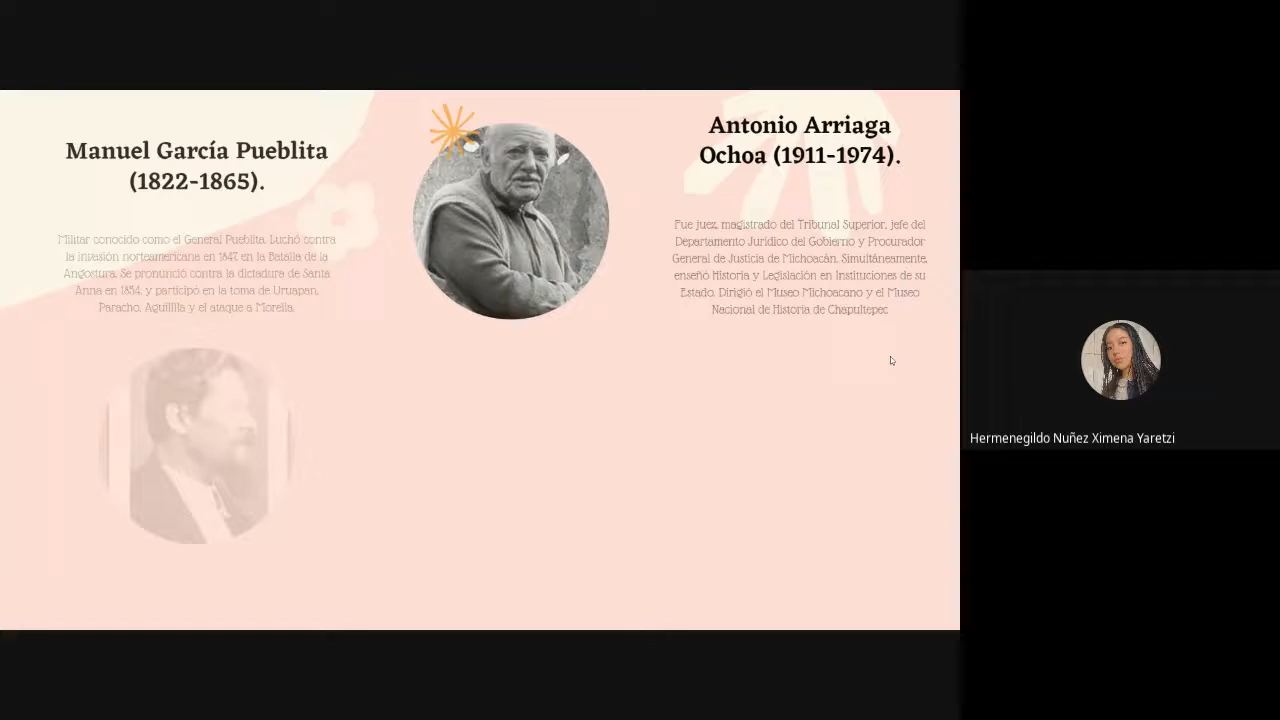 Manuel García Pueblita
(1822-1865).
Militar conocido como el General Pueblita. Luchó contra
la invasión norteamericana en 1847, en la Batalla de la
Angostura. Se pronunció contra la dictadura de Santa
Anna en 1854, y participó en la toma de Uruapan,
Paracho, Aguililla y el ataque a Morelia.
Antonio Arriaga
Ochoa (1911-1974).
Fue juez, magistrado del Tribunal Superior, jefe del
Departamento Jurídico del Gobierno y Procurador
General de Justicia de Michoacán. Simultáneamente,
enseñó Historia y Legislación en Instituciones de su
Estado. Dirigió el Museo Michoacano y el Museo
Nacional de Historia de Chapultepec
Hermenegildo Nuñez Ximena Yaretzi